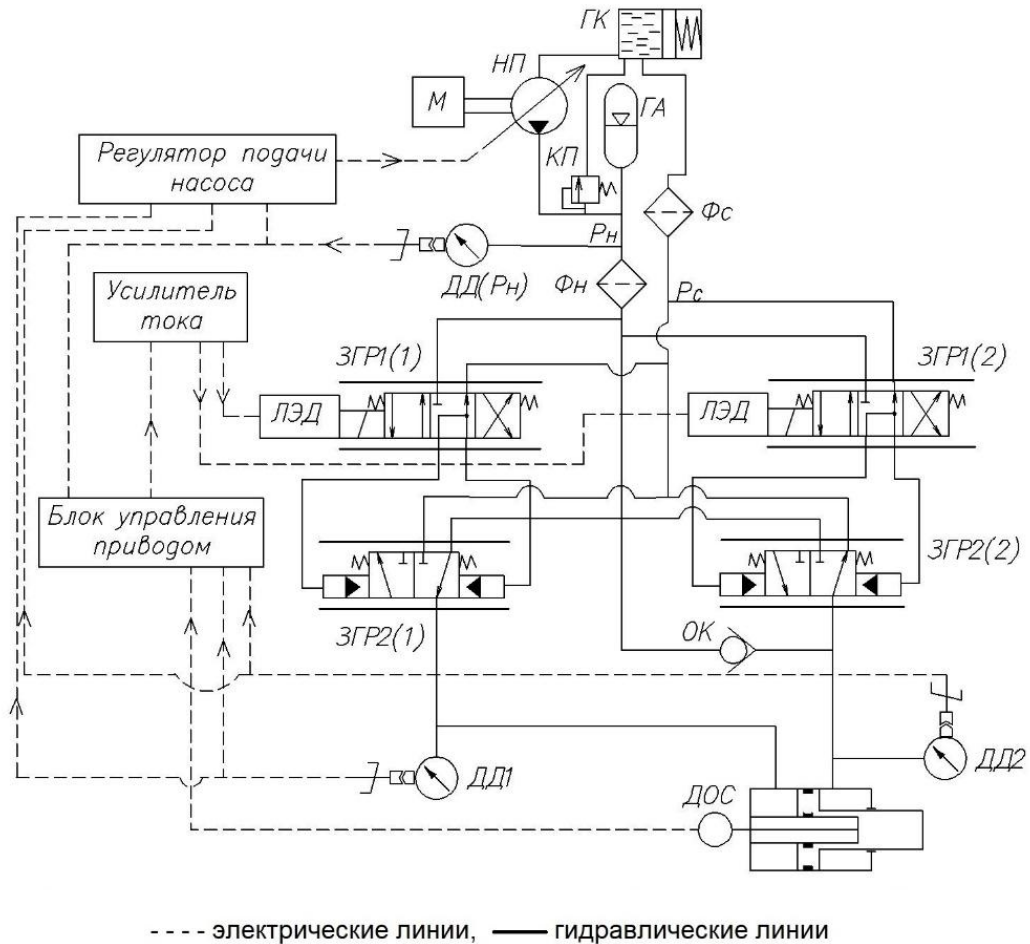 ГК
НП
М
ГА
Регулятор подачи
насоса
КП
Фс
Рн
ДД(Рн)
Фн
Рс
Усилитель
тока
ЗГР1(1)
ЗГР1(2)
ЛЭД
ЛЭД
Блок управления
приводом
ЗГР2(2)
ЗГР2(1)
ОК
ДД1
ДД2
ДОС
---- электрические линии, — гидравлические линии